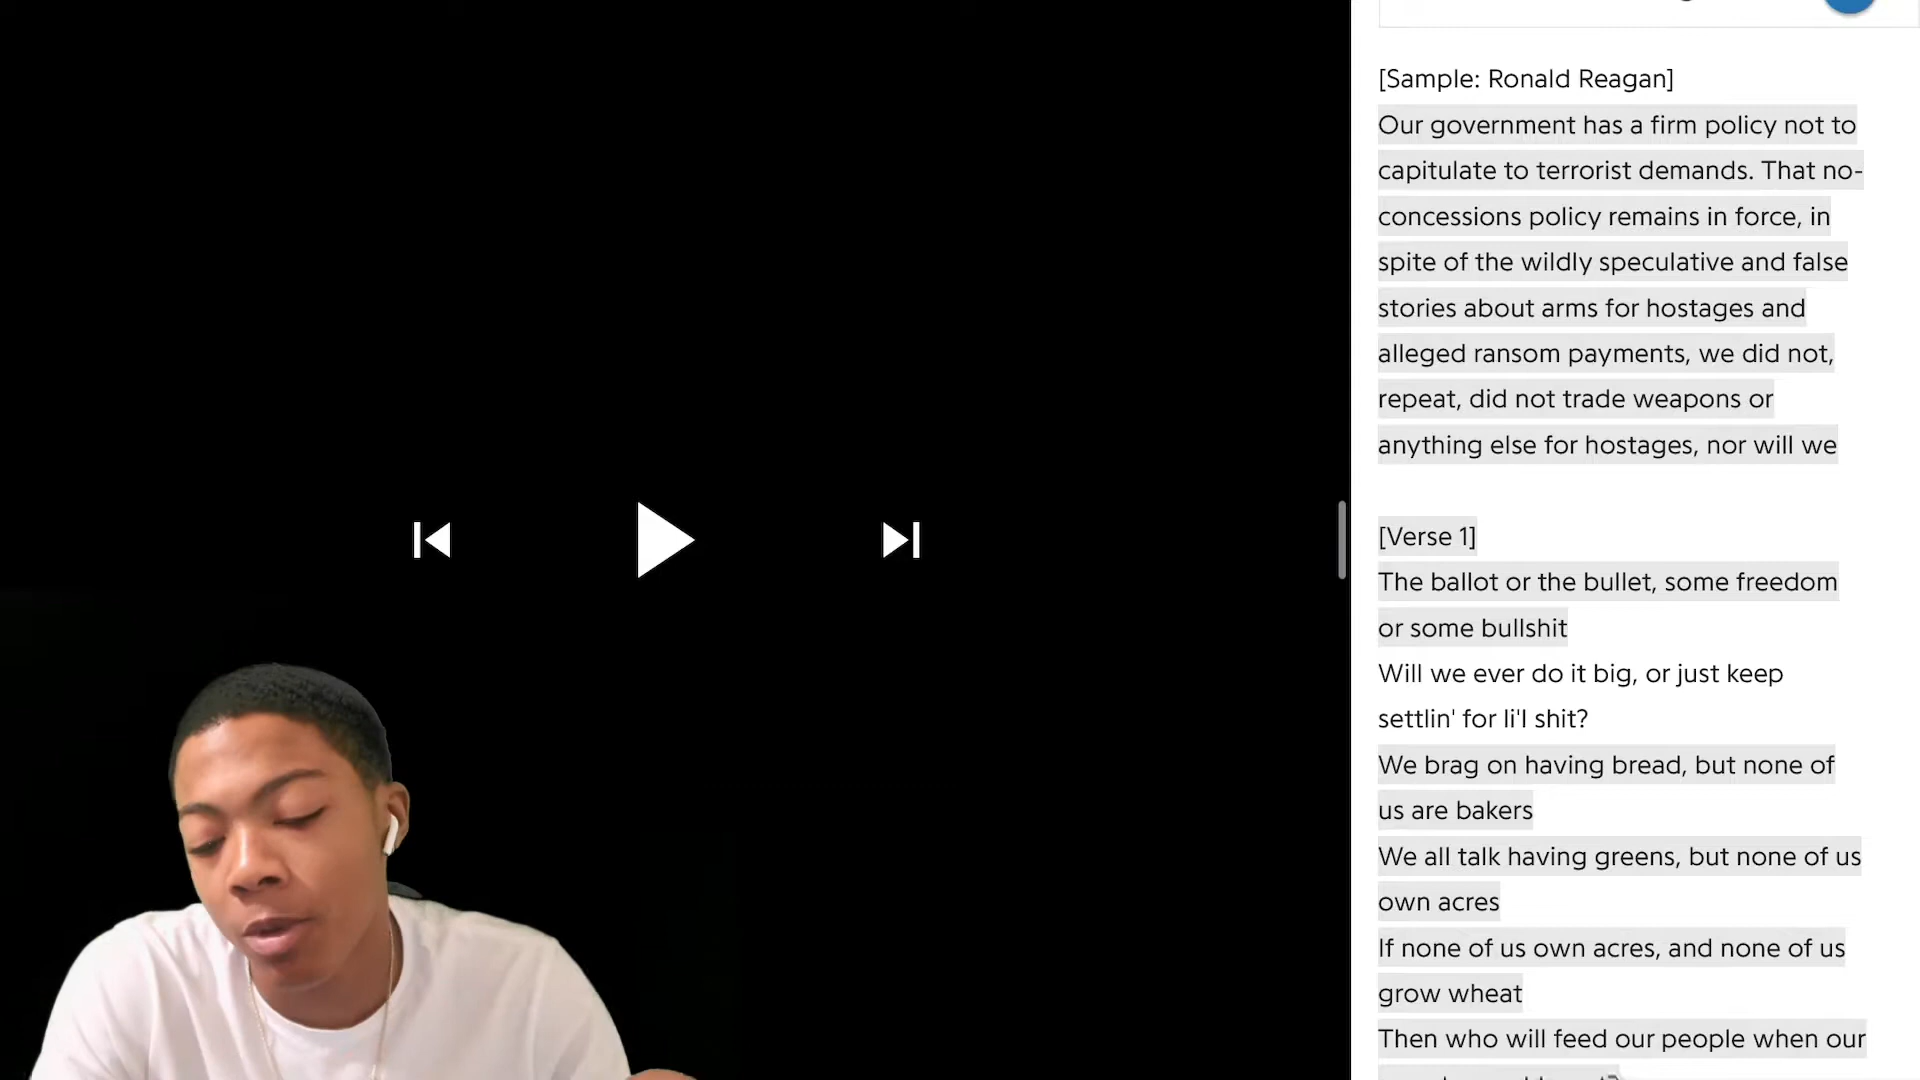 [Sample: Ronald Reagan]
Our government has a firm policy not to
capitulate to terrorist demands. That no-
concessions policy remains in force, in
spite of the wildly speculative and false
stories about arms for hostages and
alleged ransom payments, we did not,
repeat, did not trade weapons or
anything else for hostages, nor will we
[Verse 1]
The ballot or the bullet, some freedom
or some bullshit
Will we ever do it big, or just keep
settlin' for li'l shit?
We brag on having bread, but none of
us are bakers
We all talk having greens, but none of us
own acres
If none of us own acres, and none of us
grow wheat
Then who will feed our people when our